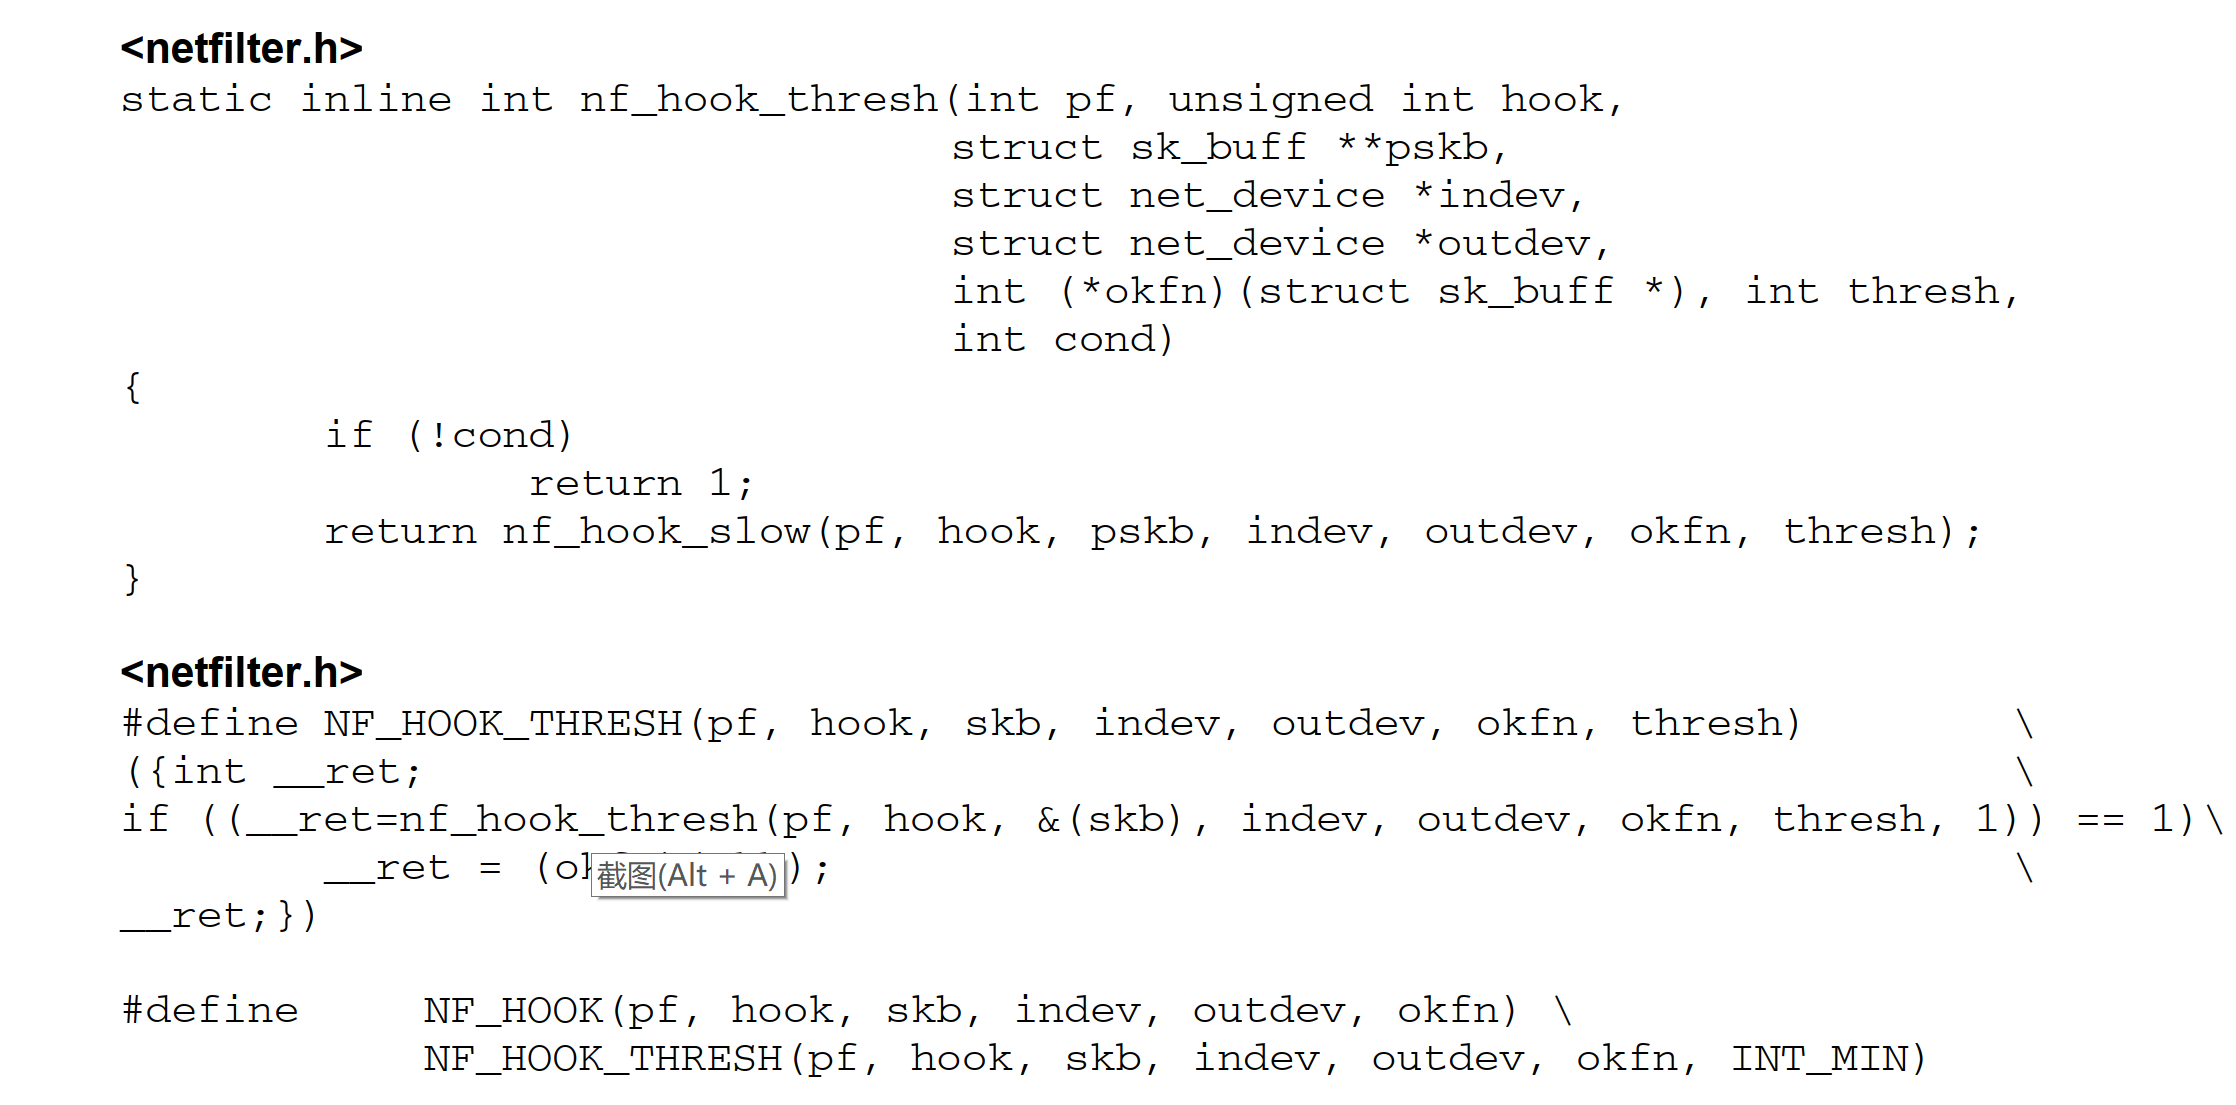 <netfilter.h>
static inline int nf_hook_thresh(int pf, unsigned int hook,
struct sk_buff **pskb,
struct net_device *indev,
struct net_device *outdev,
int (*okfn)(struct sk_buff *), int thresh,
int cond)
{
if (!cond)
return 1;
return nf_hook_slow(pf, hook, pskb, indev, outdev, okfn, thresh);
}
<netfilter.h>
#define NF_HOOK_THRESH(pf, hook, skb, indev, outdev, okfn, thresh) \
({int __ret; \
if ((__ret=nf_hook_thresh(pf, hook, &(skb), indev, outdev, okfn, thresh, 1)) == 1)\
__ret = ); \
截图(Alt + A)
__ret;})
#define NF_HOOK(pf, hook, skb, indev, outdev, okfn) \
NF_HOOK_THRESH(pf, hook, skb, indev, outdev, okfn, INT_MIN)